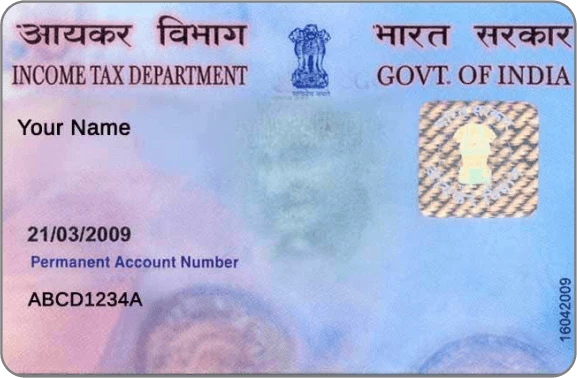 आयकर विभाग
INCOME TAX DEPARTMENT
भारत सरकार
GOVT. OF INDIA
Your Name
21/03/2009
Permanent Account Number
ABCD1234A
16042009